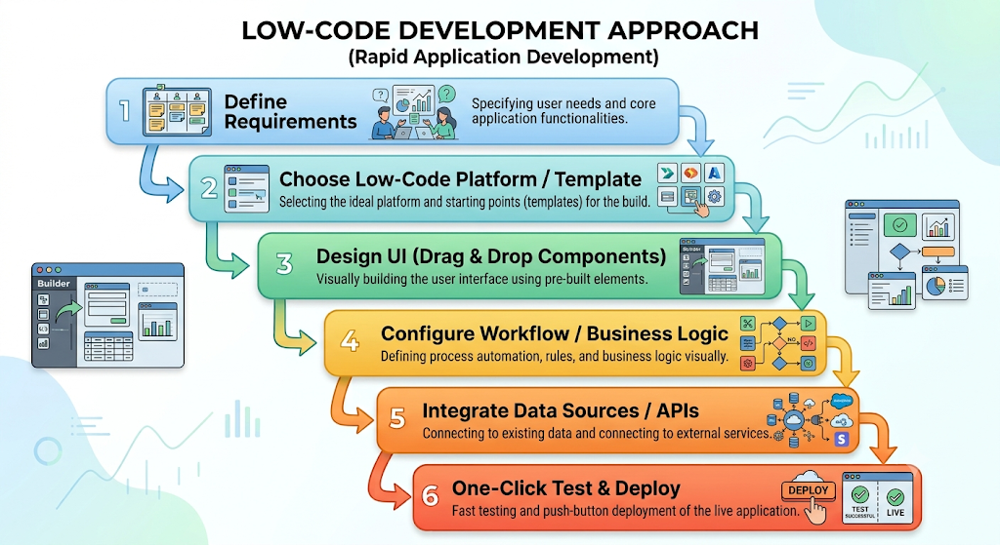 LOW-CODE DEVELOPMENT APPROACH
(Rapid Application Development)
1
Define
Requirements
?
?
Specifying user needs and core
application functionalities.
2
Choose Low-Code Platform / Template
Selecting the ideal platform and starting points (templates) for the build.
3
Design UI (Drag & Drop Components)
Visually building the user interface using pre-built elements.
Builder
Builder
4
Configure Workflow / Business Logic
Defining process automation, rules, and business logic visually.
NO
5
Integrate Data Sources / APIs
Connecting to existing data and connecting to external services.
S
6
One-Click Test & Deploy
Fast testing and push-button deployment of the live application.
DEPLOY
TEST
SUCCESSFUL
LIVE